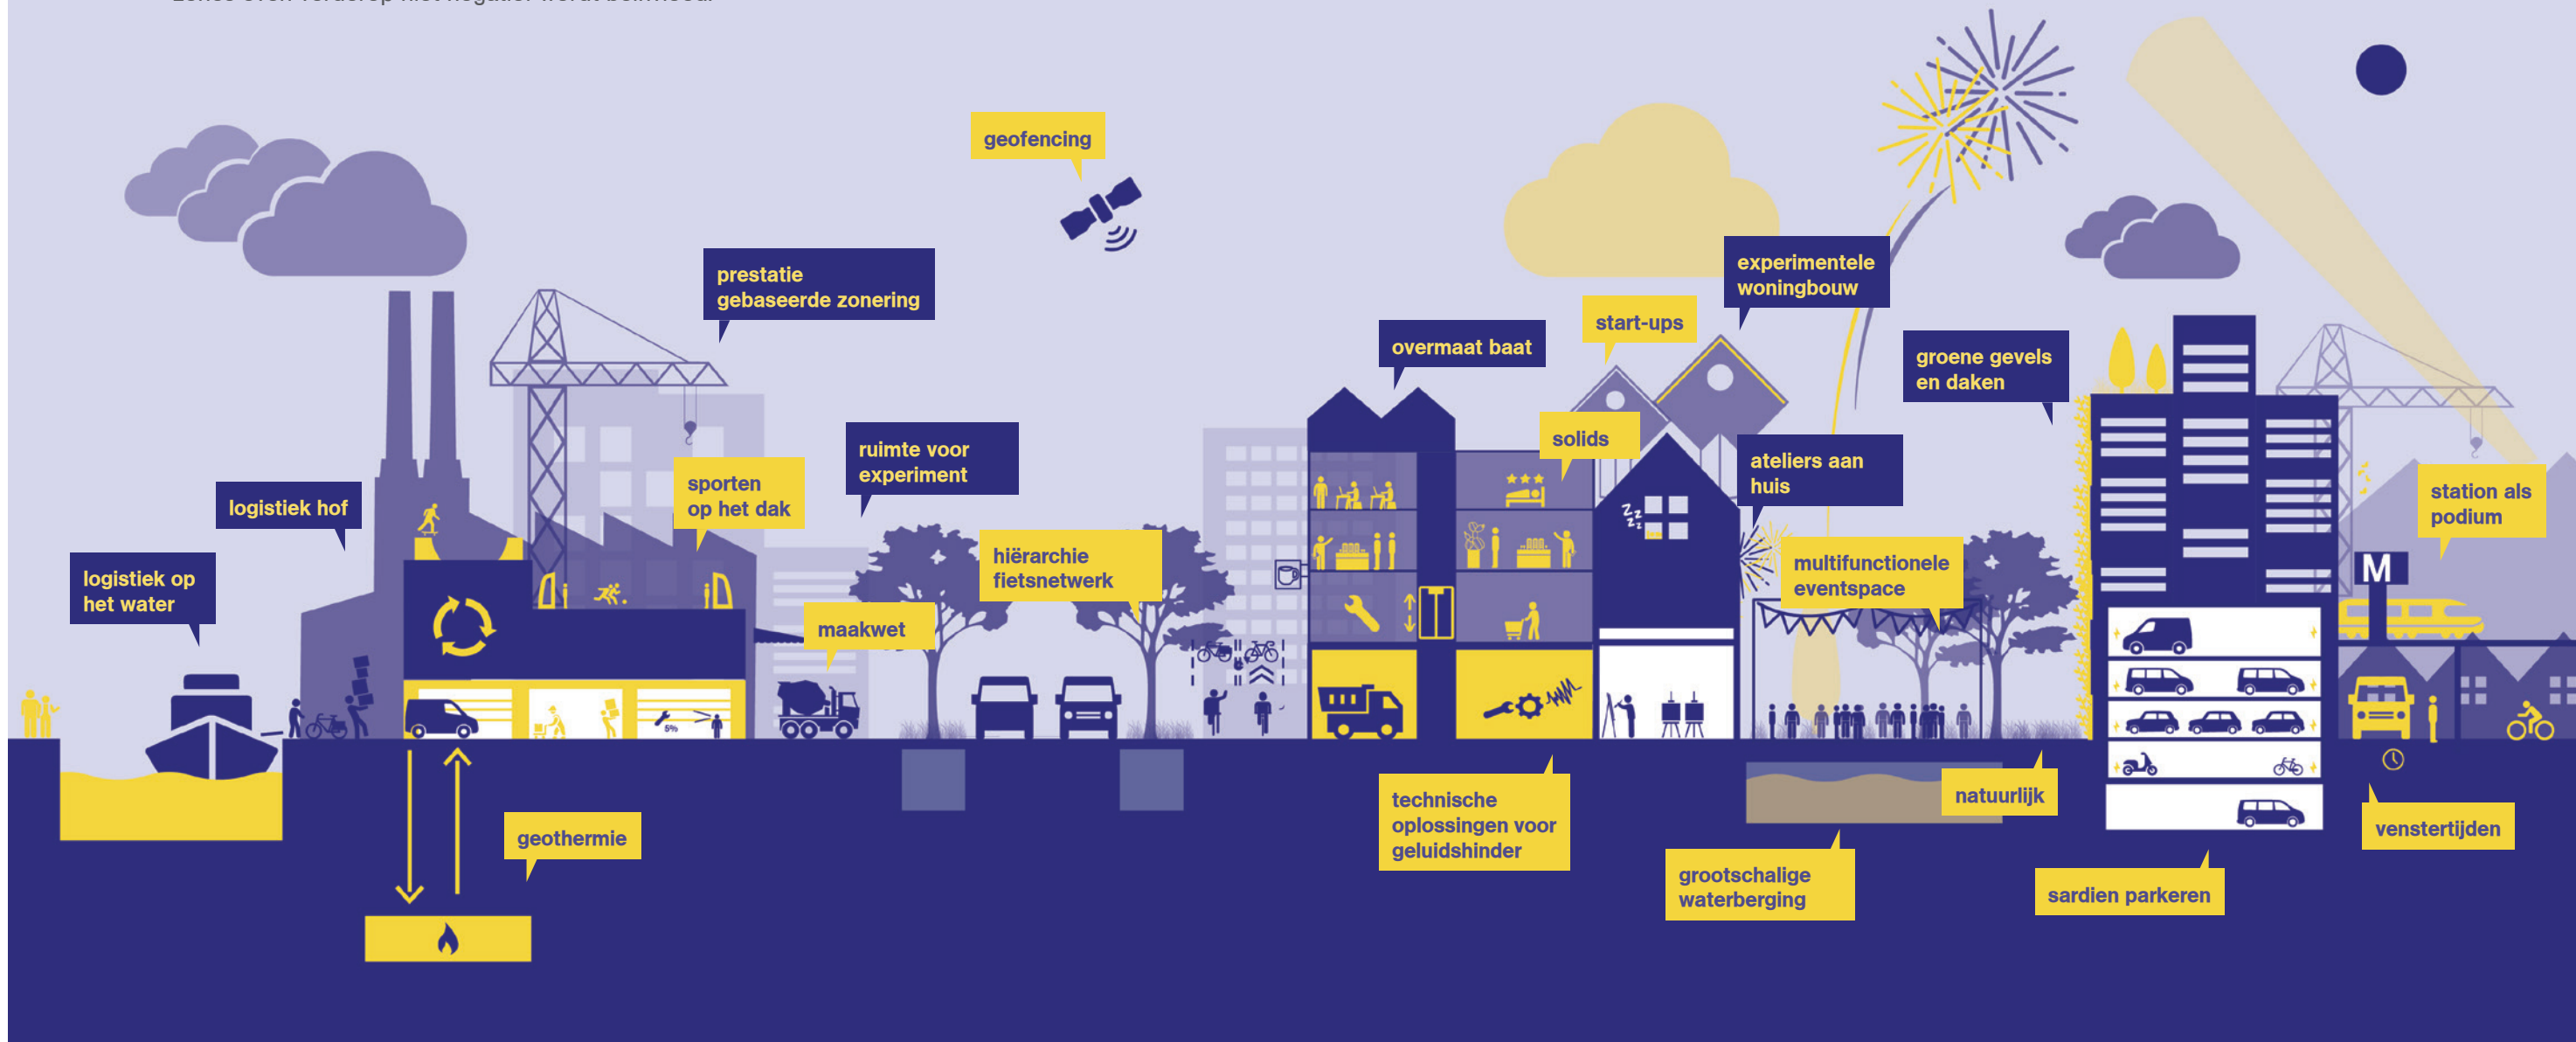 geofencing
prestatie
gebaseerde zonering
experimentele
woningbouw
start-ups
overmaat baat
groene gevels
en daken
solids
ruimte voor
experiment
ateliers aan
huis
sporten
op het dak
logistiek hof
station als
podium
hiërarchie
fietsnetwerk
multifunctionele
eventspace
logistiek op
het water
maakwet
M
zzzz
5%
technische
oplossingen voor
geluidshinder
natuurlijk
geothermie
venstertijden
grootschalige
waterberging
sardien parkeren